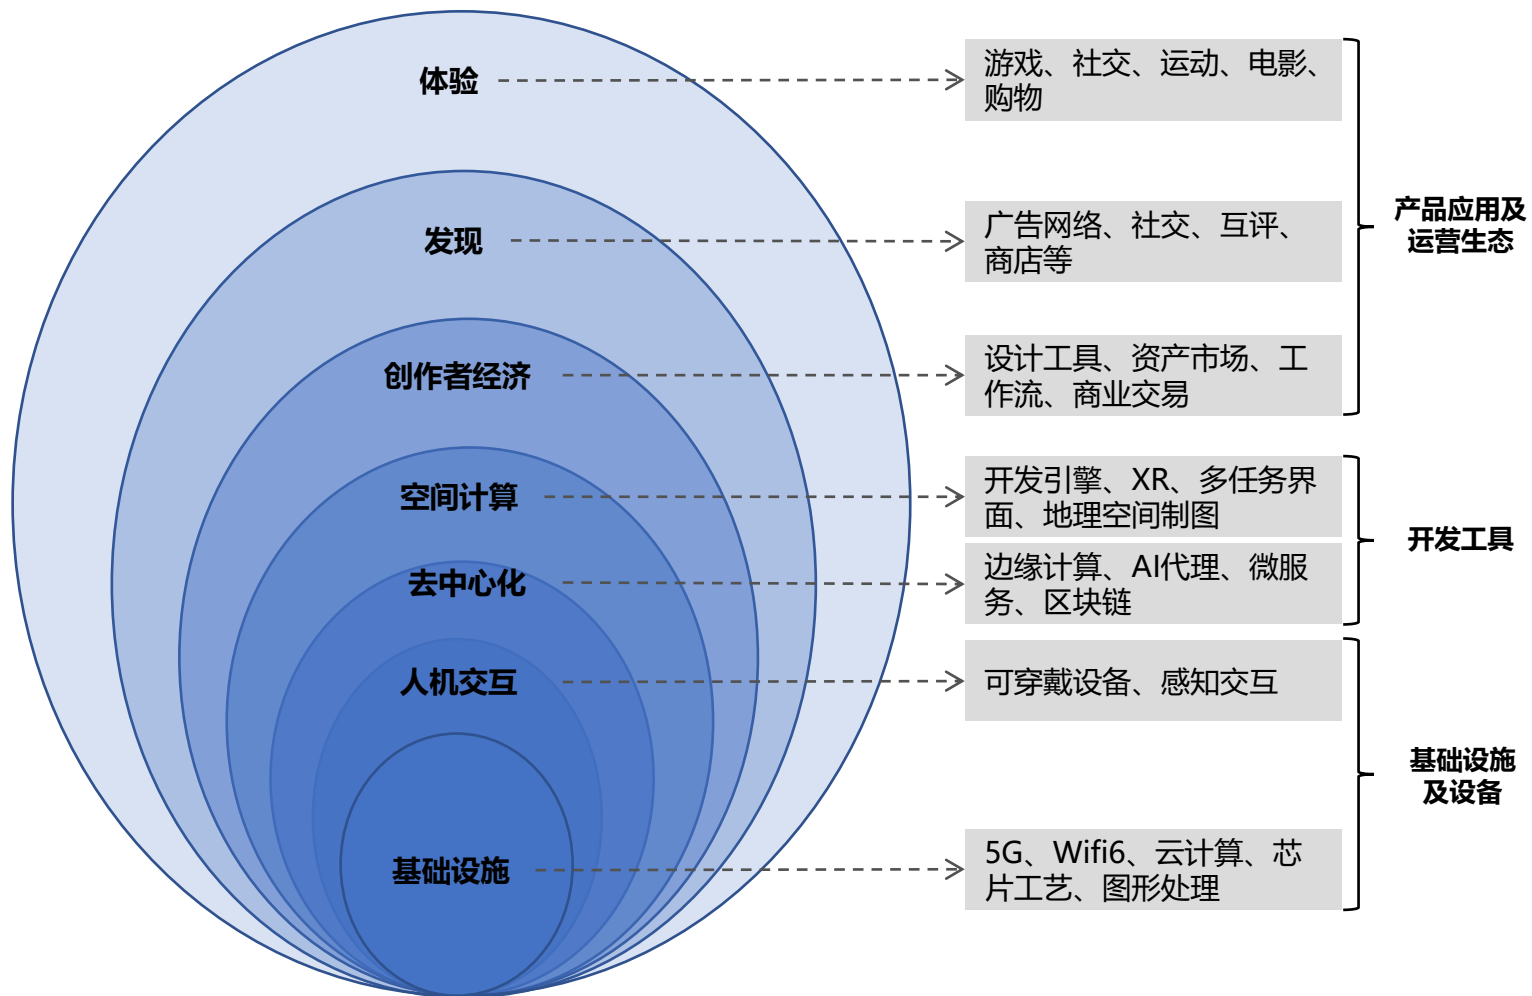 体验
游戏、社交、运动、电影、
购物
发现
广告网络、社交、互评、
商店等
产品应用及
运营生态
创作者经济
设计工具、资产市场、工
作流、商业交易
空间计算
开发引擎、XR、多任务界
面、地理空间制图
去中心化
边缘计算、AI代理、微服
务、区块链
开发工具
人机交互
可穿戴设备、感知交互
基础设施
5G、Wifi6、云计算、芯
片工艺、图形处理
基础设施
及设备